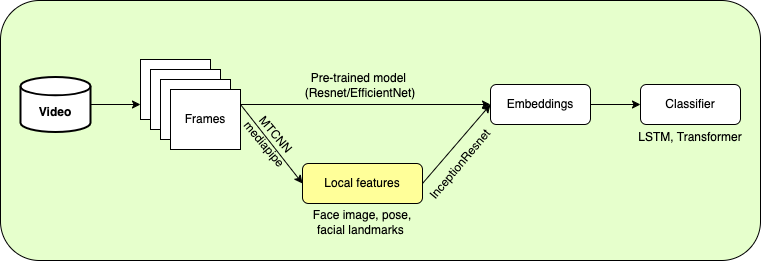 Video
Frames
Pre-trained model
(Resnet/EfficientNet)
MTCNN
mediapipe
Local features
Face image, pose,
facial landmarks
InceptionResnet
Embeddings
Classifier
LSTM, Transformer